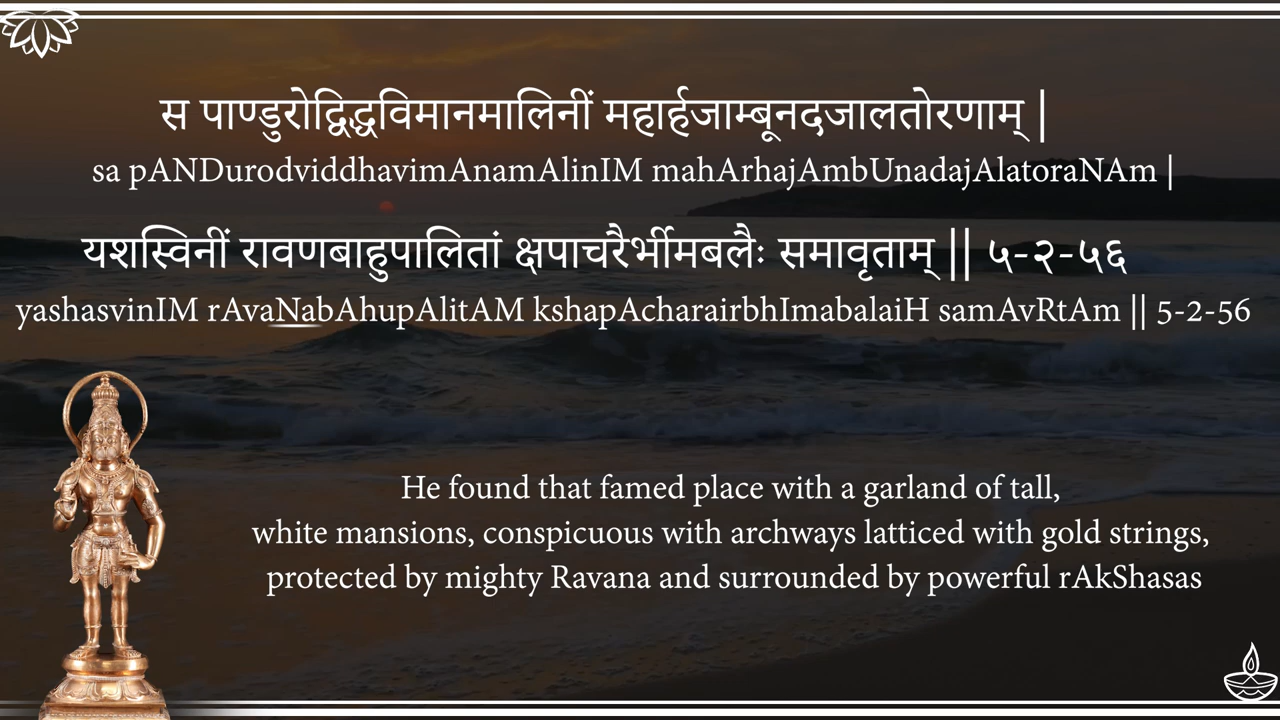 स पाण्डुरोद्विद्धविमानमालिनीं महार्हजाम्बूनदजालतोरणाम् |
sa pANDurodviddhavimAnamAlinIM mahArhajAmbUnadajAlatoraNAm |
यशस्विनीं रावणबाहुपालितां क्षपाचरैर्भीमबलैः समावृताम् || ५-२-५६
yashasvinIM rAvaNabAhupAlitAM kshapAcharairbhImabalaiH samAvRtAm || 5-2-56
He found that famed place with a garland of tall,
white mansions, conspicuous with archways latticed with gold strings,
protected by mighty Ravana and surrounded by powerful rAkShasas